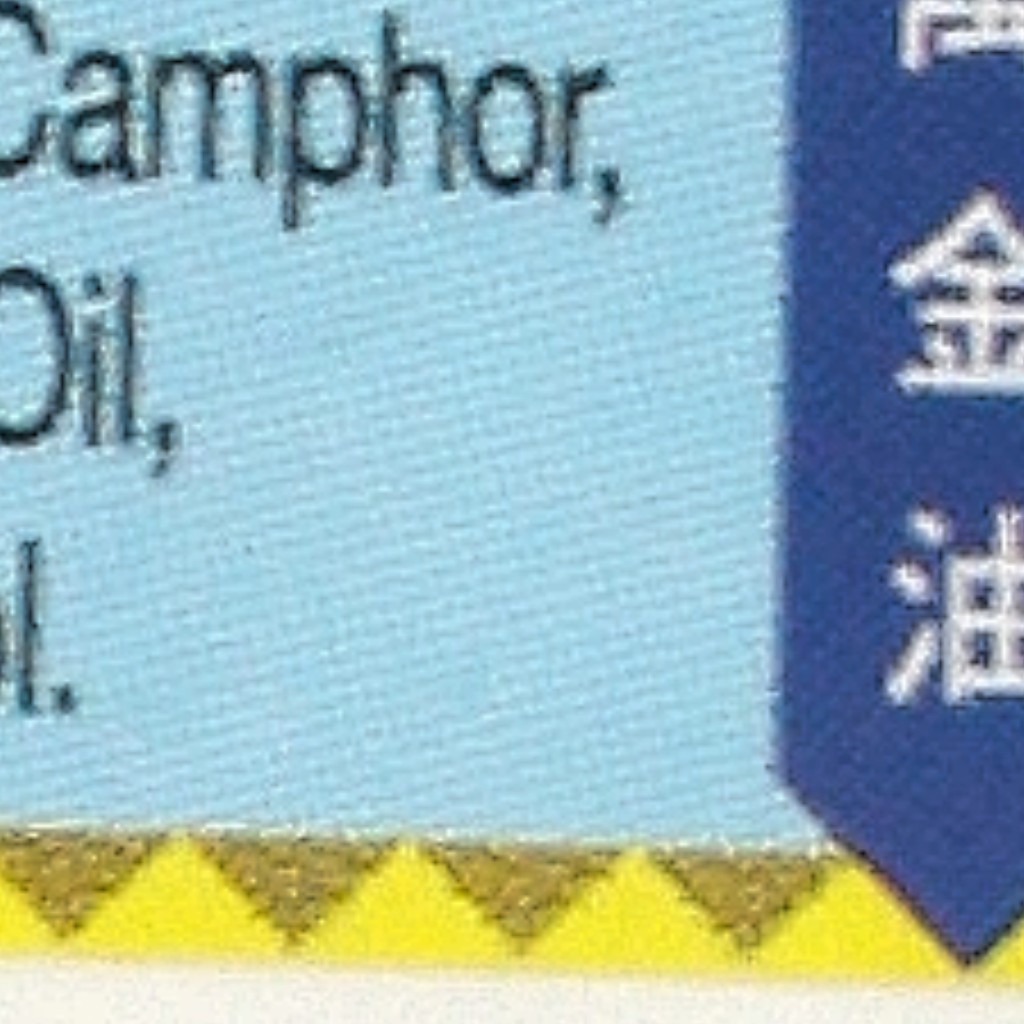 Camphor,
Oil,
l.
金
油